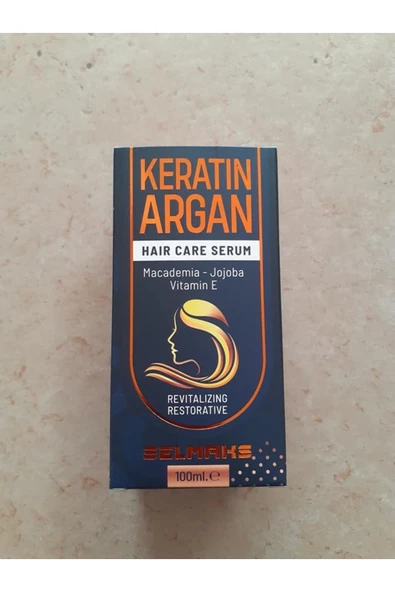 KERATIN
ARGAN
HAIR CARE SERUM
Macademia - Jojoba
Vitamin E
REVITALIZING
RESTORATIVE
SELMAKS
100ml. ℮